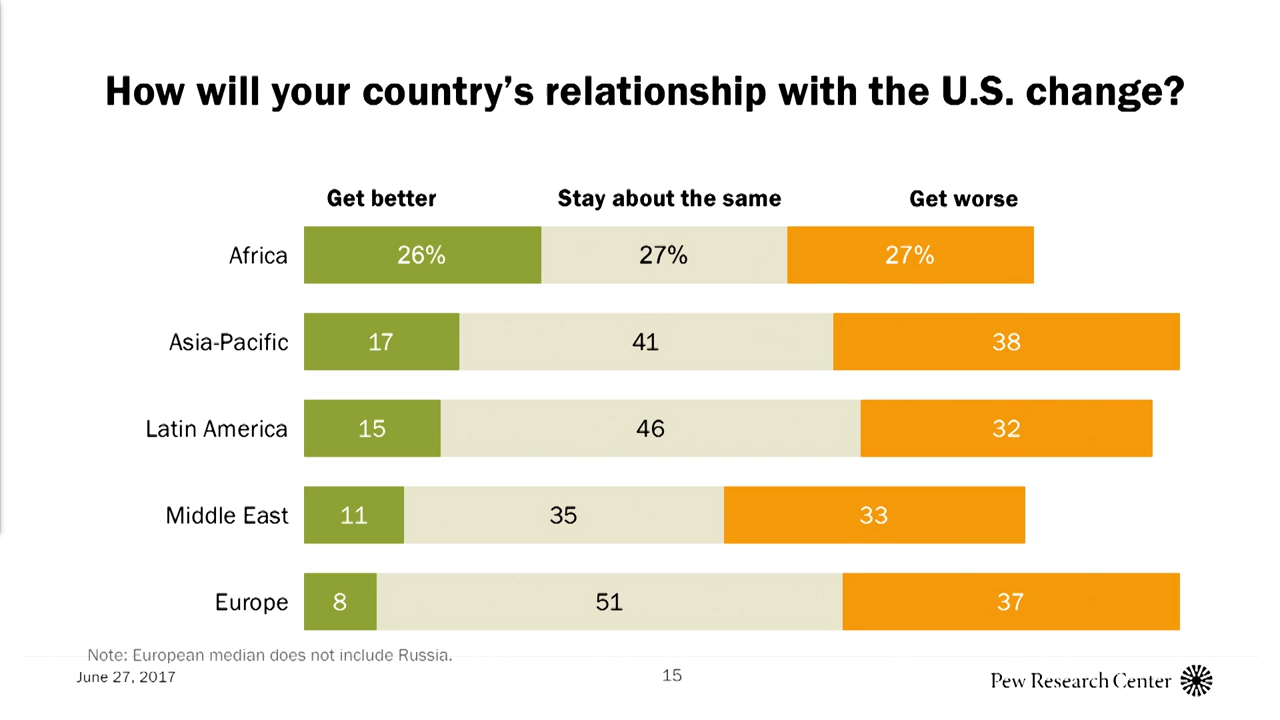 How will your country's relationship with the U.S. change?
Get better Stay about the same Get worse
Africa 26% 27% 27%
Asia-Pacific 17 41 38
Latin America 15 46 32
Middle East 11 35 33
Europe 8 51 37
Note: European median does not include Russia.
June 27, 2017 15 Pew Research Center